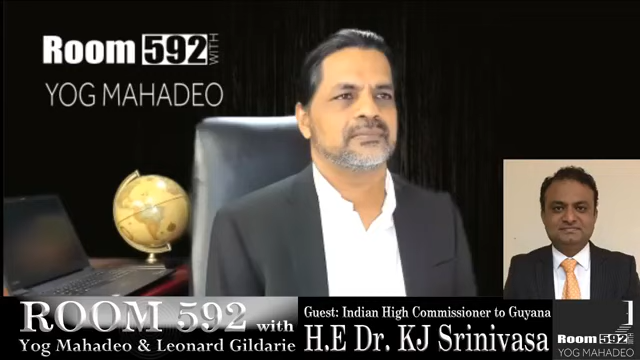 Room 592 WITH
YOG MAHADEO
ROOM 592 with
Yog Mahadeo & Leonard Gildarie
Guest: Indian High Commissioner to Guyana
H.E Dr. KJ Srinivasa
Room 592 WITH
YOG MAHADEO